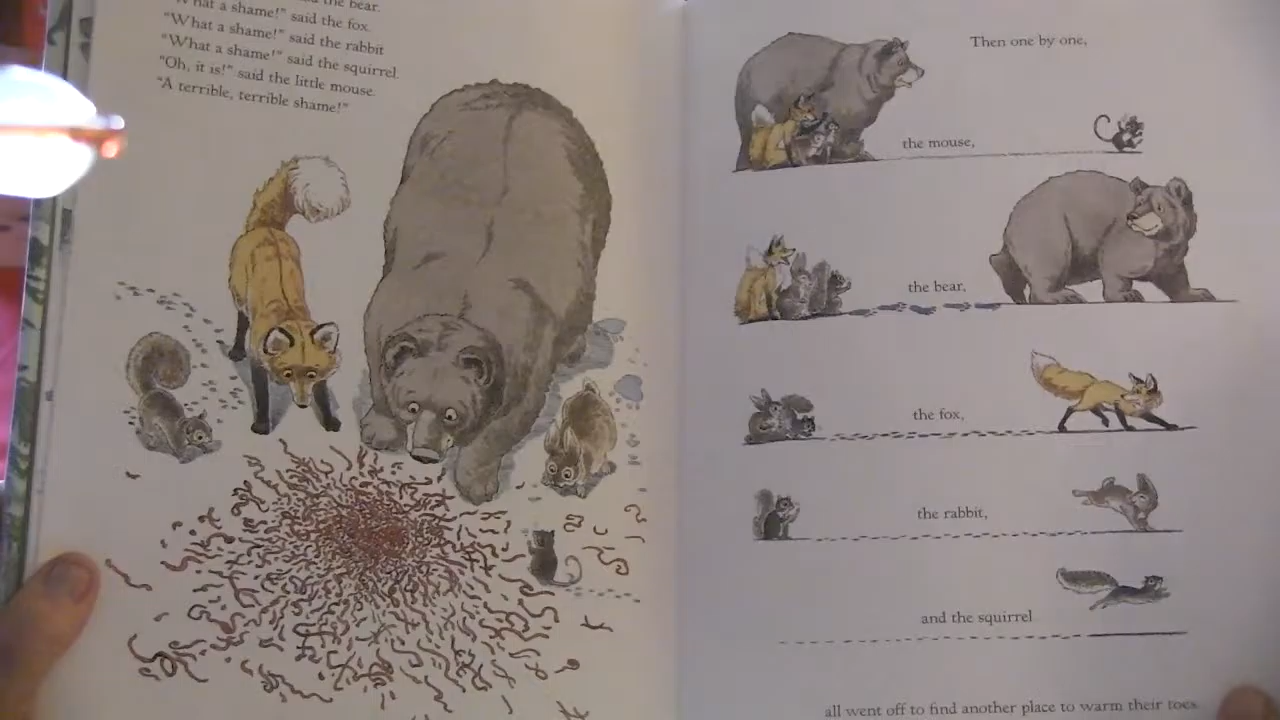 the bear.
"What a shame!" said the fox.
"What a shame!" said the rabbit
"What a shame!" said the squirrel.
"Oh, it is!" said the little mouse.
"A terrible, terrible shame!"
Then one by one,
the mouse,
the bear,
the fox,
the rabbit,
and the squirrel
all went off to find another place to warm their toes.